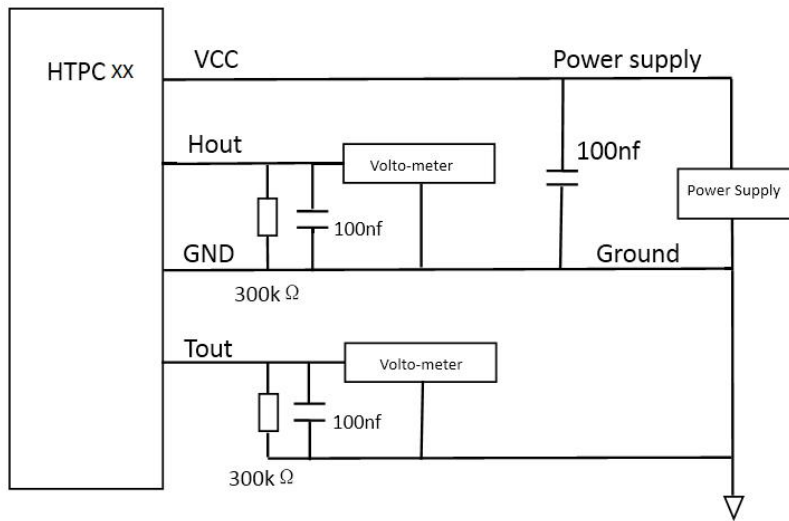 HTPC XX
VCC
Power supply
Hout
Volto-meter
100nf
Power Supply
100nf
GND
Ground
300k Ω
Tout
Volto-meter
100nf
300k Ω